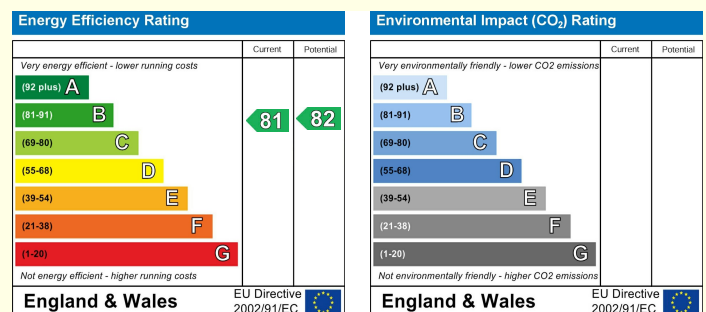 Energy Efficiency Rating
Current Potential
Very energy efficient - lower running costs
(92 plus) A
(81-91) B
81 82
(69-80) C
(55-68) D
(39-54) E
(21-38) F
(1-20) G
Not energy efficient - higher running costs
England & Wales
EU Directive
2002/91/EC
Environmental Impact (CO₂) Rating
Current Potential
Very environmentally friendly - lower CO2 emissions
(92 plus) A
(81-91) B
(69-80) C
(55-68) D
(39-54) E
(21-38) F
(1-20) G
Not environmentally friendly - higher CO2 emissions
England & Wales
EU Directive
2002/91/EC